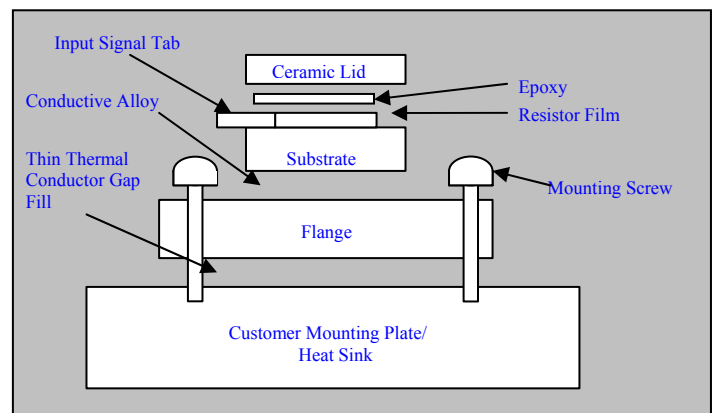 Input Signal Tab
Ceramic Lid
Epoxy
Conductive Alloy
Resistor Film
Thin Thermal
Conductor Gap
Fill
Substrate
Mounting Screw
Flange
Customer Mounting Plate/
Heat Sink